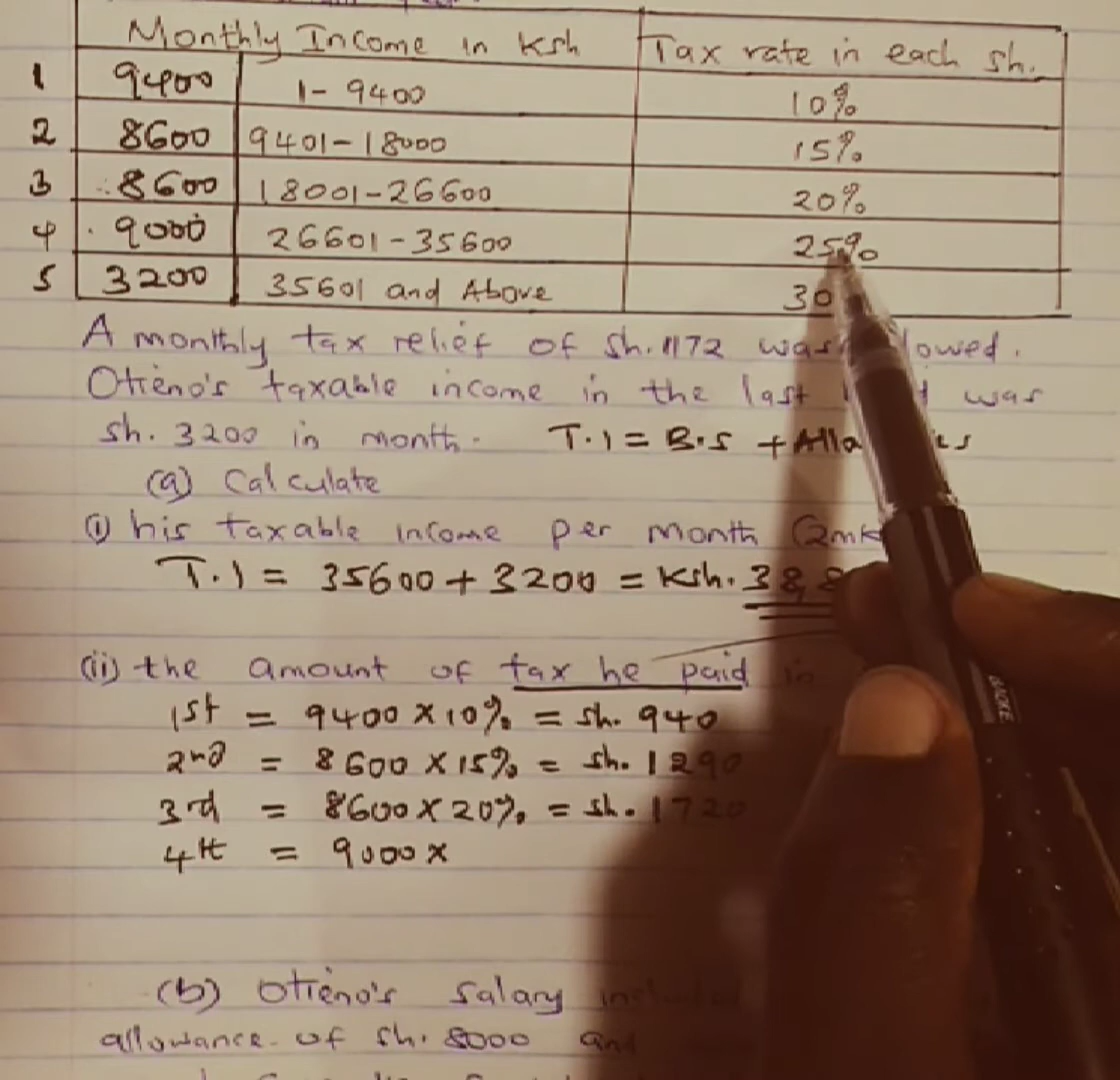 Monthly Income in Ksh Tax rate in each sh.
1 9400 1-9400 10%
2 8600 9401-18000 15%
3 8600 18001-26600 20%
4 9000 26601-35600 25%
5 3200 35601 and Above 30
A monthly tax relief of sh.1172 was
Otieno's taxable income in the last was
sh. 3200 in month. T.I = B.S +
(a) Calculate
(i) his taxable income per month (2mk
T.I = 35600 + 3200 = Ksh. 38,8
(ii) the amount of tax he paid in
1st = 9400 X 10% = sh. 940
2nd = 8600 X 15% = sh. 1290
3rd = 8600 X 20% = sh. 1720
4th = 9000 X
(b) Otieno's salary
allowance of sh. 8000 and